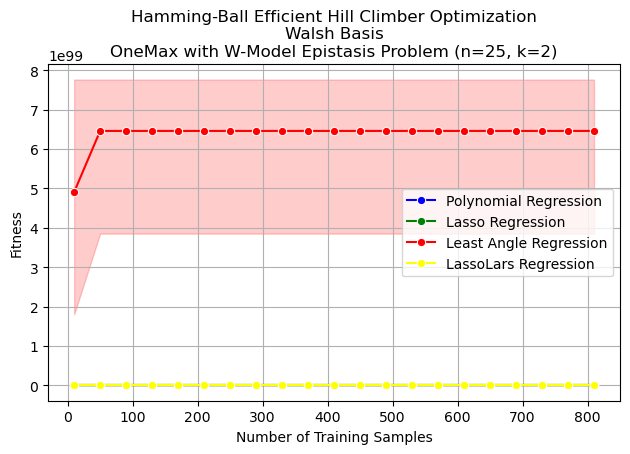 Hamming-Ball Efficient Hill Climber Optimization
Walsh Basis
OneMax with W-Model Epistasis Problem (n=25, k=2)
1e99
8
7
6
5
4
3
2
1
0
Fitness
Polynomial Regression
Lasso Regression
Least Angle Regression
LassoLars Regression
0 100 200 300 400 500 600 700 800
Number of Training Samples